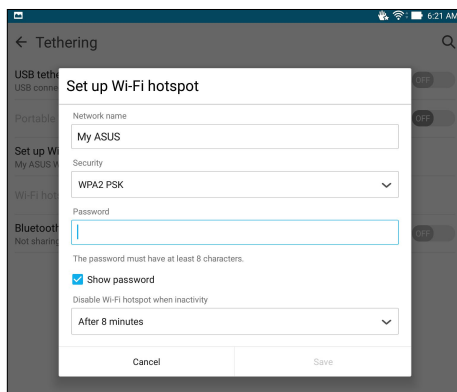 6:21 AM
Tethering
USB tethe
USB conne
OFF
Set up Wi-Fi hotspot
Network name
My ASUS
Portable
OFF
Security
Set up Wi
My ASUS W
WPA2 PSK
Wi-Fi hot
Password
Bluetooth
Not sharing
OFF
The password must have at least 8 characters.
Show password
Disable Wi-Fi hotspot when inactivity
After 8 minutes
Cancel
Save